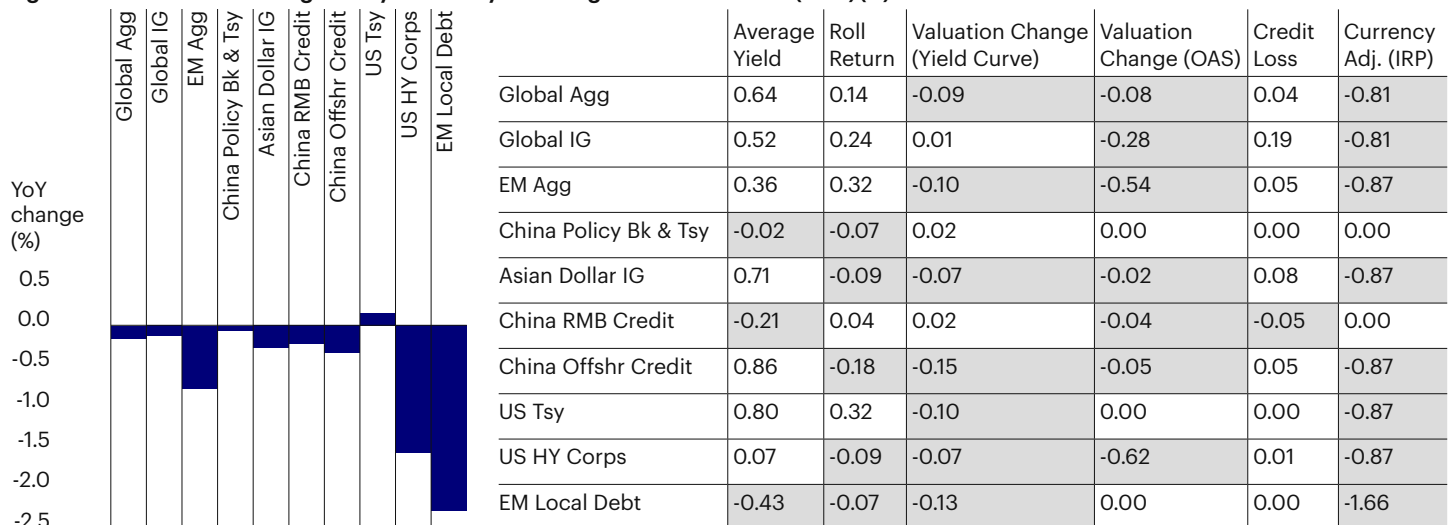 Global Agg
Global IG
EM Agg
China Policy Bk & Tsy
Asian Dollar IG
China RMB Credit
China Offshr Credit
US Tsy
US HY Corps
EM Local Debt
YoY
change
(%)
0.5
0.0
-0.5
-1.0
-1.5
-2.0
-2.5
Average Yield Roll Return Valuation Change (Yield Curve) Valuation Change (OAS) Credit Loss Currency Adj. (IRP)
Global Agg 0.64 0.14 -0.09 -0.08 0.04 -0.81
Global IG 0.52 0.24 0.01 -0.28 0.19 -0.81
EM Agg 0.36 0.32 -0.10 -0.54 0.05 -0.87
China Policy Bk & Tsy -0.02 -0.07 0.02 0.00 0.00 0.00
Asian Dollar IG 0.71 -0.09 -0.07 -0.02 0.08 -0.87
China RMB Credit -0.21 0.04 0.02 -0.04 -0.05 0.00
China Offshr Credit 0.86 -0.18 -0.15 -0.05 0.05 -0.87
US Tsy 0.80 0.32 -0.10 0.00 0.00 -0.87
US HY Corps 0.07 -0.09 -0.07 -0.62 0.01 -0.87
EM Local Debt -0.43 -0.07 -0.13 0.00 0.00 -1.66